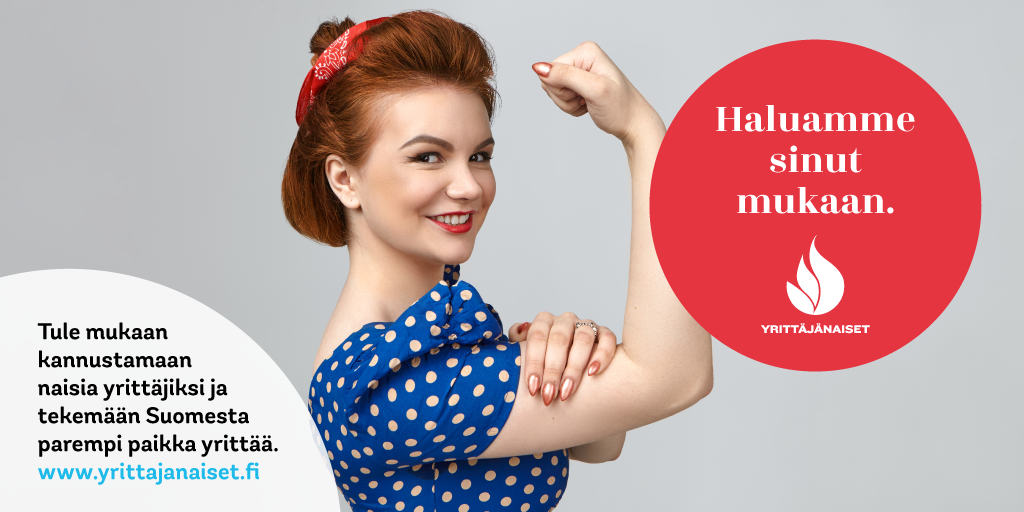 Haluamme
sinut
mukaan.
YRITTÄJÄNAISET
Tule mukaan
kannustamaan
naisia yrittäjiksi ja
tekemään Suomesta
parempi paikka yrittää.
www.yrittajanaiset.fi